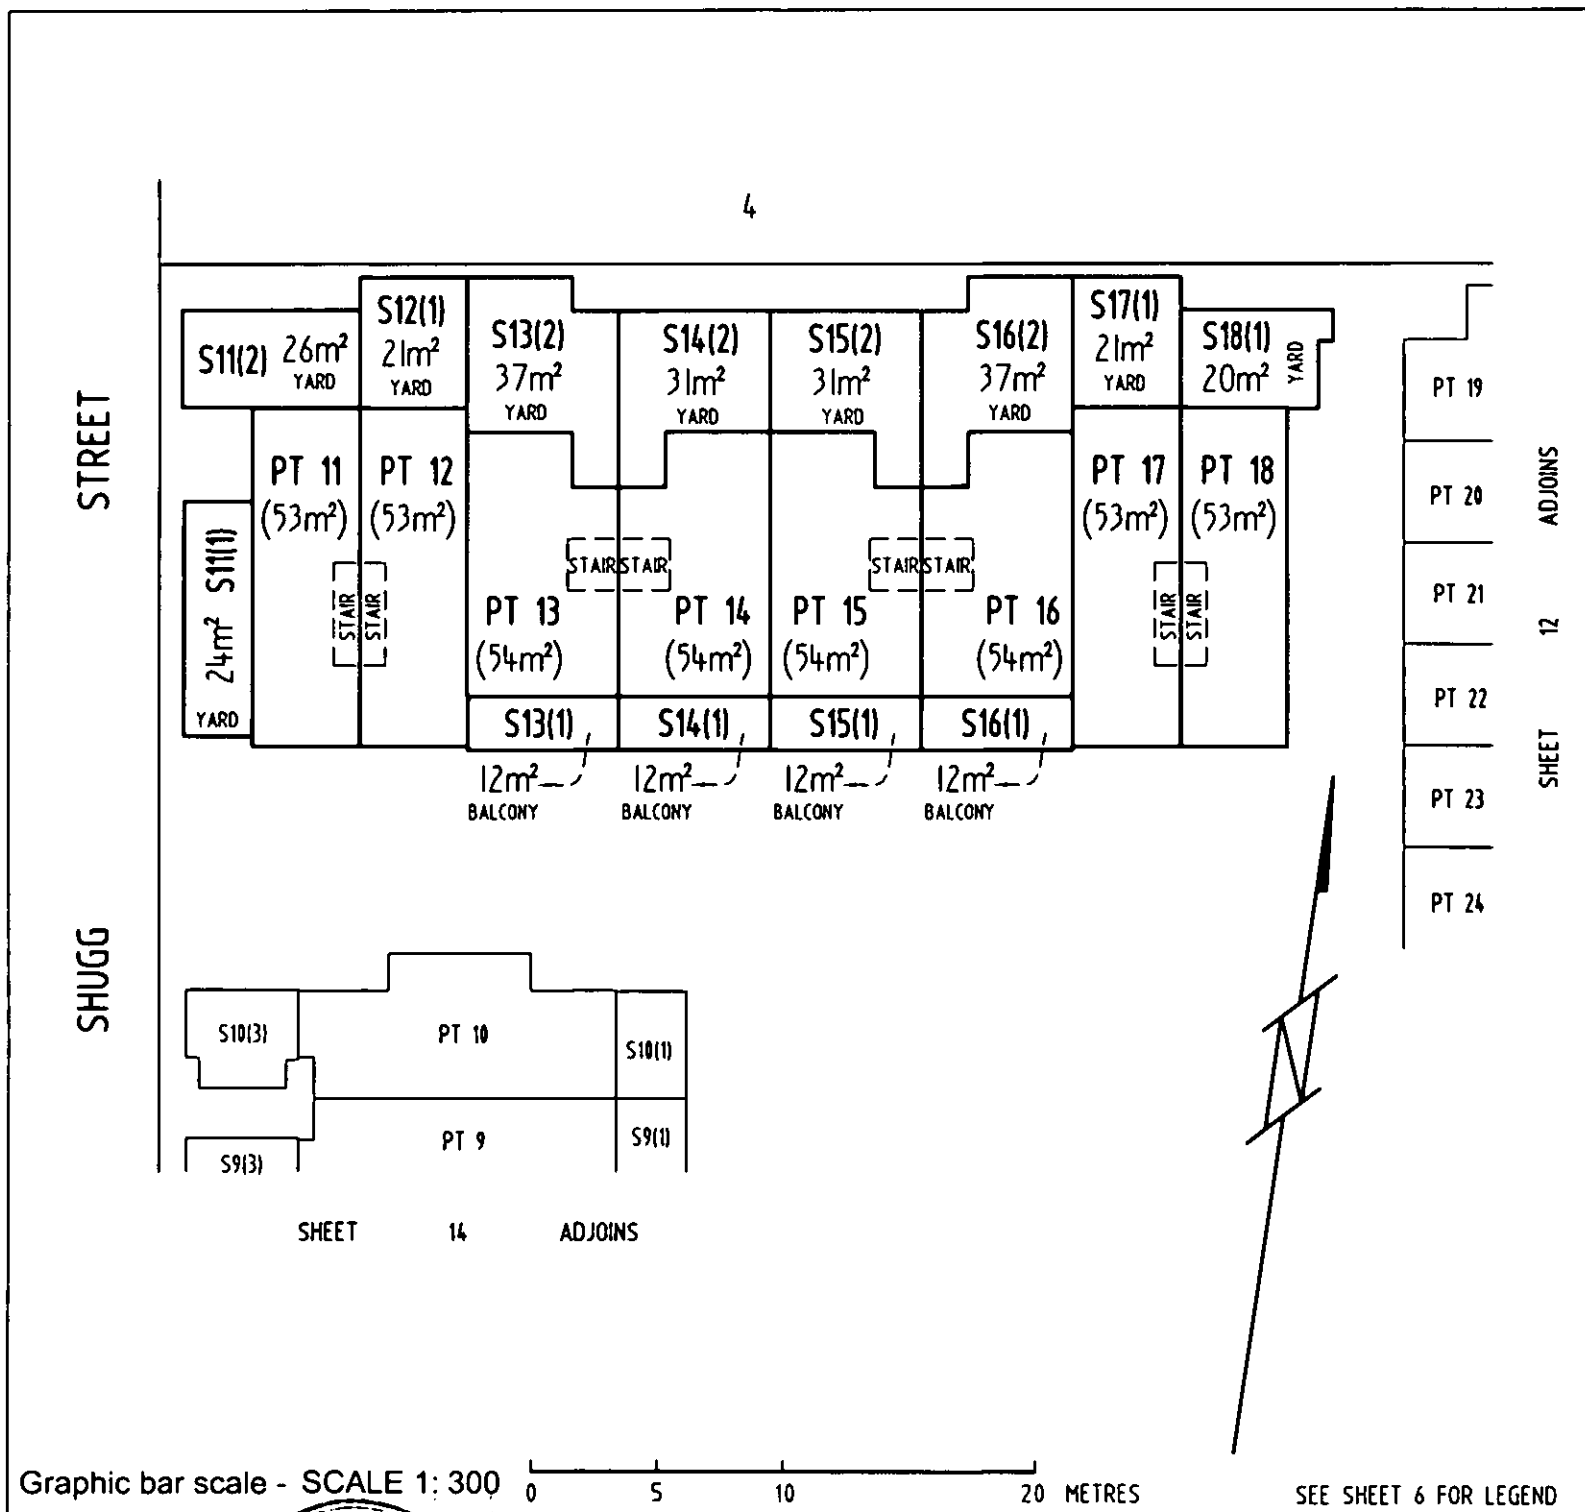 4
STREET
SHUGG
S11(2) 26m²
YARD
S12(1)
21m²
YARD
S13(2)
37m²
YARD
S14(2)
31m²
YARD
S15(2)
31m²
YARD
S16(2)
37m²
YARD
S17(1)
21m²
YARD
S18(1)
20m²
YARD
PT 11
(53m²)
PT 12
(53m²)
PT 17
(53m²)
PT 18
(53m²)
24m² S11(1)
YARD
STAIR
STAIR
STAIR STAIR
STAIR STAIR
STAIR
STAIR
PT 13
(54m²)
PT 14
(54m²)
PT 15
(54m²)
PT 16
(54m²)
S13(1)
S14(1)
S15(1)
S16(1)
12m²
BALCONY
12m²
BALCONY
12m²
BALCONY
12m²
BALCONY
PT 19
PT 20
PT 21
PT 22
PT 23
PT 24
SHEET 12 ADJOINS
S10(3)
PT 10
S10(1)
S9(3)
PT 9
S9(1)
SHEET 14 ADJOINS
Graphic bar scale - SCALE 1: 300
0 5 10 20 METRES
SEE SHEET 6 FOR LEGEND